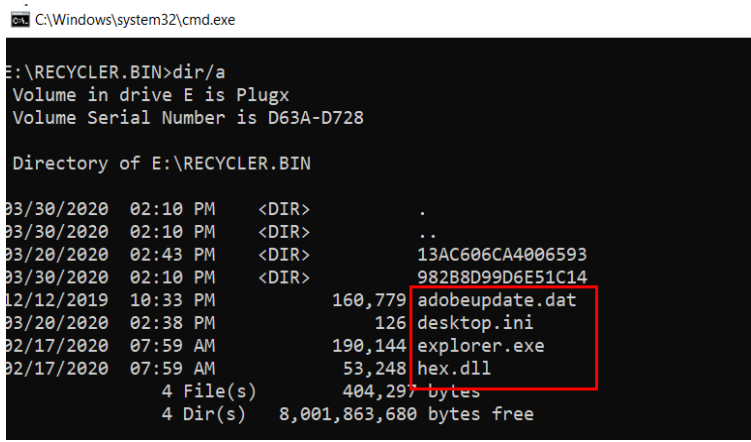 C:\Windows\system32\cmd.exe
E:\RECYCLER.BIN>dir/a
Volume in drive E is Plugx
Volume Serial Number is D63A-D728
Directory of E:\RECYCLER.BIN
03/30/2020 02:10 PM <DIR> .
03/30/2020 02:10 PM <DIR> ..
03/20/2020 02:43 PM <DIR> 13AC606CA4006593
03/30/2020 02:10 PM <DIR> 982B8D99D6E51C14
12/12/2019 10:33 PM 160,779 adobeupdate.dat
03/20/2020 02:38 PM 126 desktop.ini
02/17/2020 07:59 AM 190,144 explorer.exe
02/17/2020 07:59 AM 53,248 hex.dll
4 File(s) 404,297 bytes
4 Dir(s) 8,001,863,680 bytes free